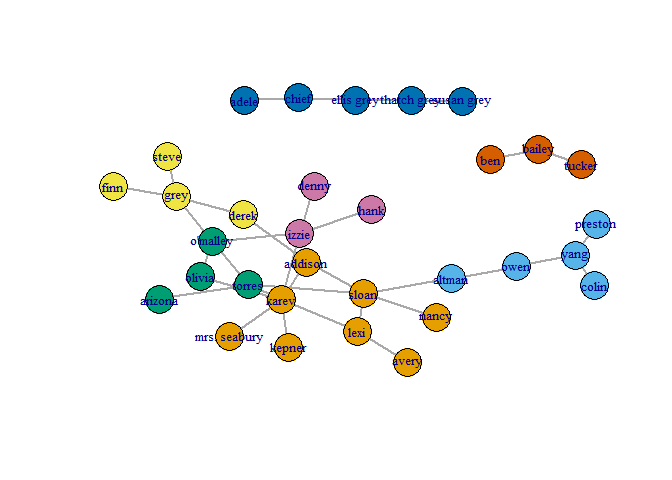 adele
chief
ellis grey
thatch grey
susan grey
bailey
ben
tucker
steve
finn
grey
denny
hank
derek
preston
izzie
o'malley
yang
addison
owen
olivia
torres
altman
colin
arizona
karev
sloan
nancy
mrs. seabury
lexi
kepner
avery